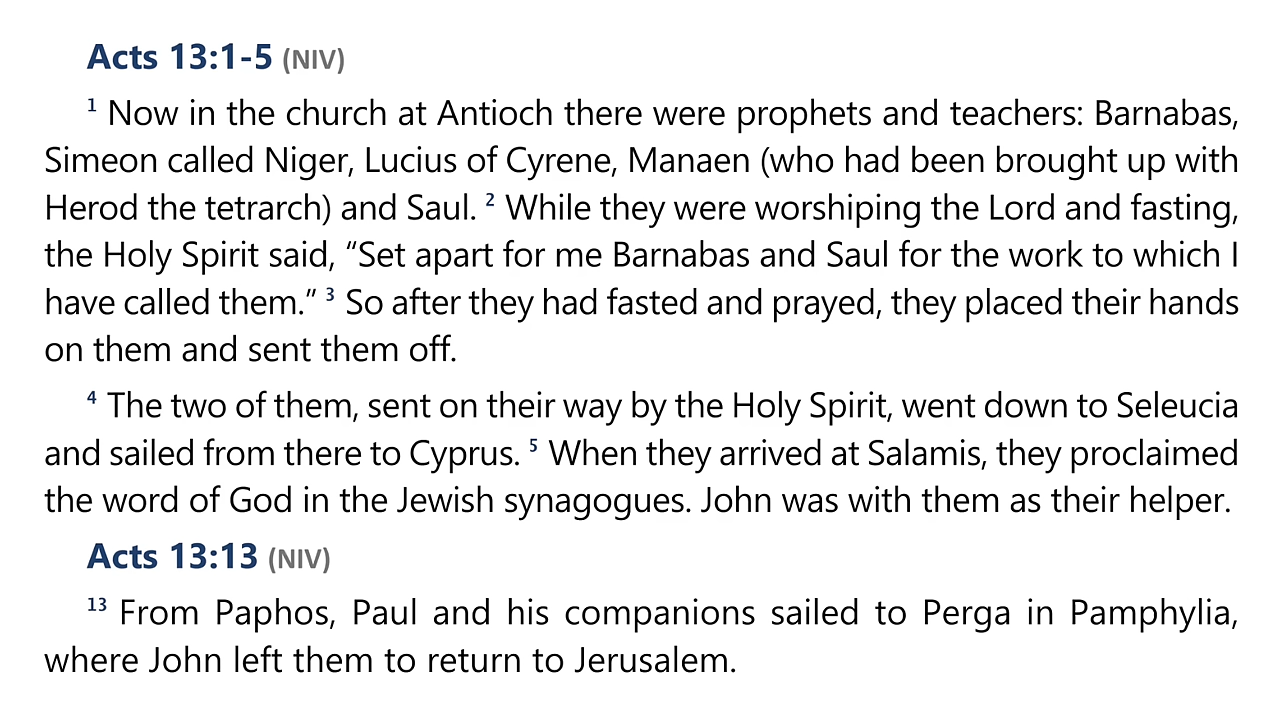 Acts 13:1-5 (NIV)
1 Now in the church at Antioch there were prophets and teachers: Barnabas,
Simeon called Niger, Lucius of Cyrene, Manaen (who had been brought up with
Herod the tetrarch) and Saul. 2 While they were worshiping the Lord and fasting,
the Holy Spirit said, “Set apart for me Barnabas and Saul for the work to which I
have called them.” 3 So after they had fasted and prayed, they placed their hands
on them and sent them off.
4 The two of them, sent on their way by the Holy Spirit, went down to Seleucia
and sailed from there to Cyprus. 5 When they arrived at Salamis, they proclaimed
the word of God in the Jewish synagogues. John was with them as their helper.
Acts 13:13 (NIV)
13 From Paphos, Paul and his companions sailed to Perga in Pamphylia,
where John left them to return to Jerusalem.